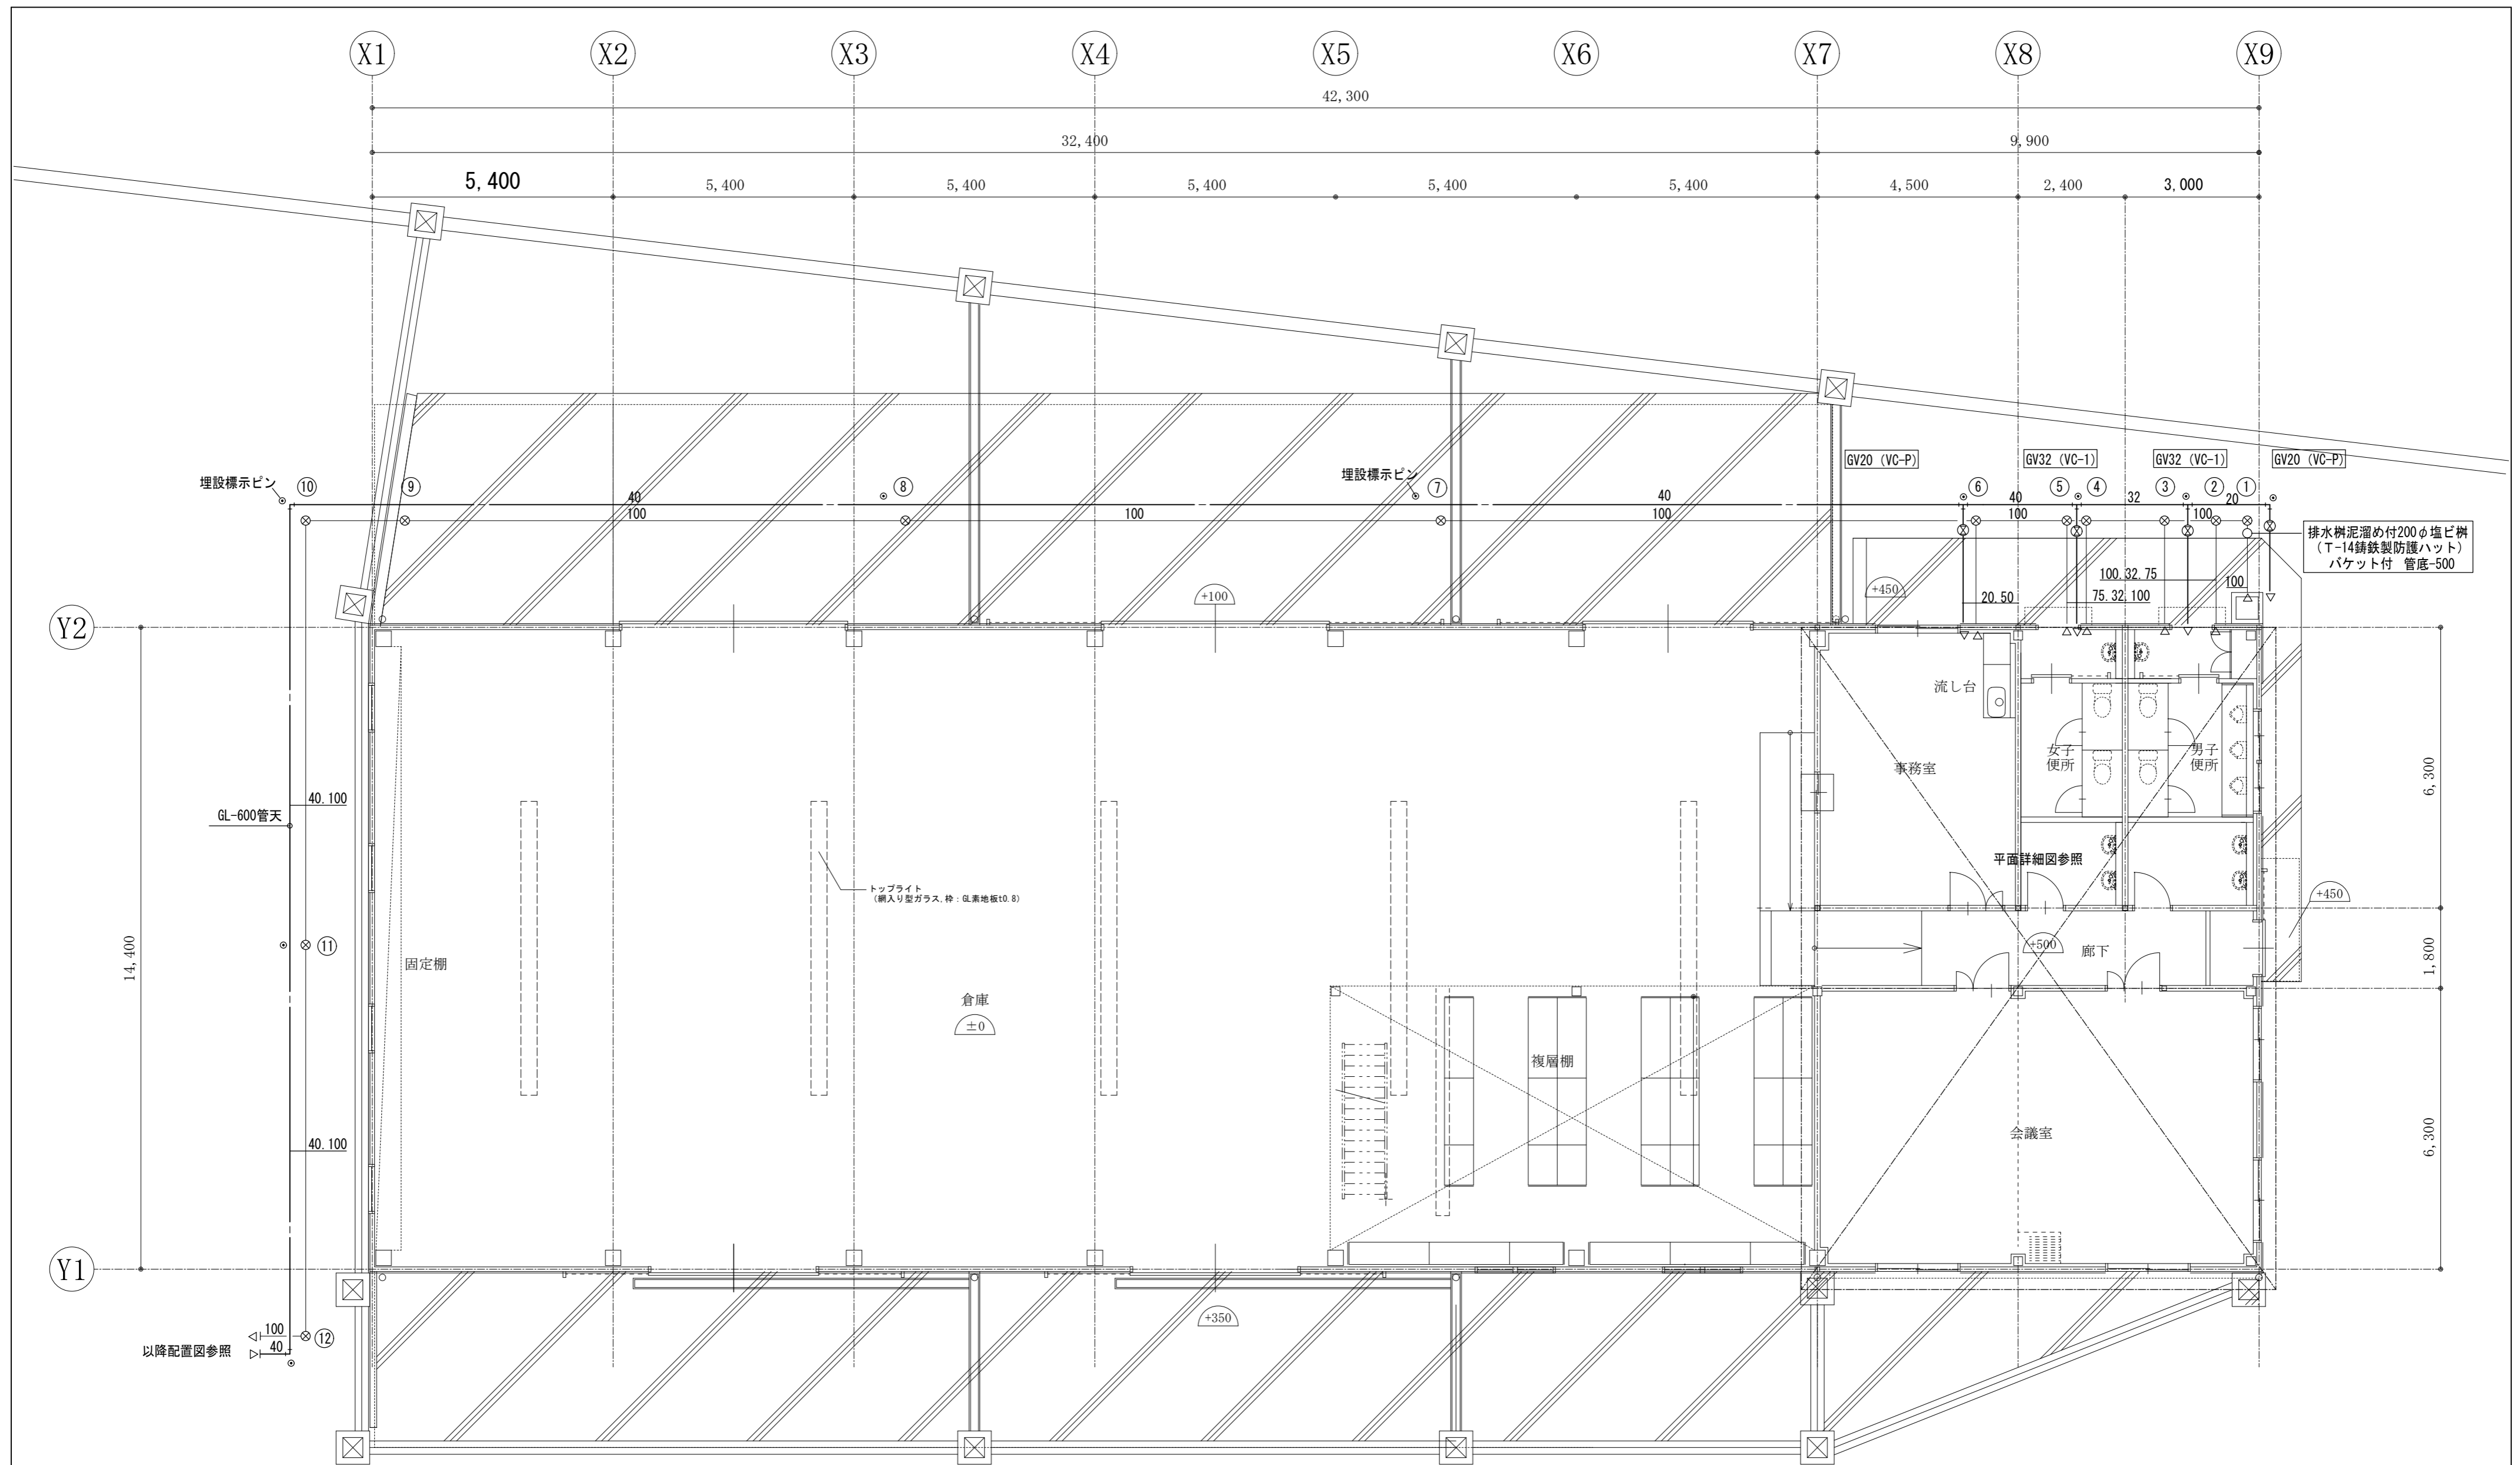 X1
X2
X3
X4
X5
X6
X7
X8
X9
42,300
32,400
9,900
5,400
5,400
5,400
5,400
5,400
5,400
4,500
2,400
3,000
GV20 (VC-P)
GV32 (VC-1)
GV32 (VC-1)
GV20 (VC-P)
埋設標示ピン
⑩
⑨
⑧
埋設標示ピン
⑦
⑥
⑤
④
③
②
①
40
40
40
32
20
100
100
100
100
100
排水桝泥溜め付200φ塩ビ桝
(T-14鋳鉄製防護ハット)
バケット付 管底-500
100.32.75
100
+100
+450
20.50
75.32.100
Y2
流し台
女子
便所
男子
便所
事務室
6,300
40.100
GL-600管天
平面詳細図参照
トップライト
(網入り型ガラス,枠:GL素地板t0.8)
+450
14,400
⑪
固定棚
+500
廊下
1,800
倉庫
±0
複層棚
会議室
6,300
40.100
Y1
+350
100
⑫
以降配置図参照
40